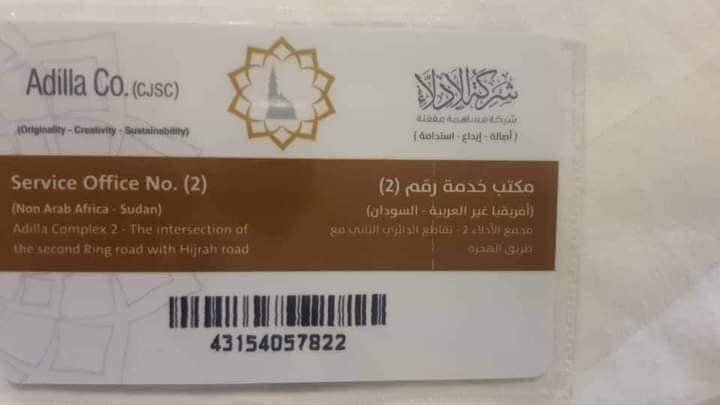 Adilla Co. (CJSC)
(Originality - Creativity - Sustainability)
شركة الأدلاء
شركة مساهمة مقفلة
( أصالة - إبداع - استدامة )
Service Office No. (2)
(Non Arab Africa - Sudan)
Adilla Complex 2 - The intersection of
the second Ring road with Hijrah road
مكتب خدمة رقم (2)
(أفريقيا غير العربية - السودان)
مجمع الأدلاء 2 - تقاطع الدائري الثاني مع
طريق الهجرة
43154057822